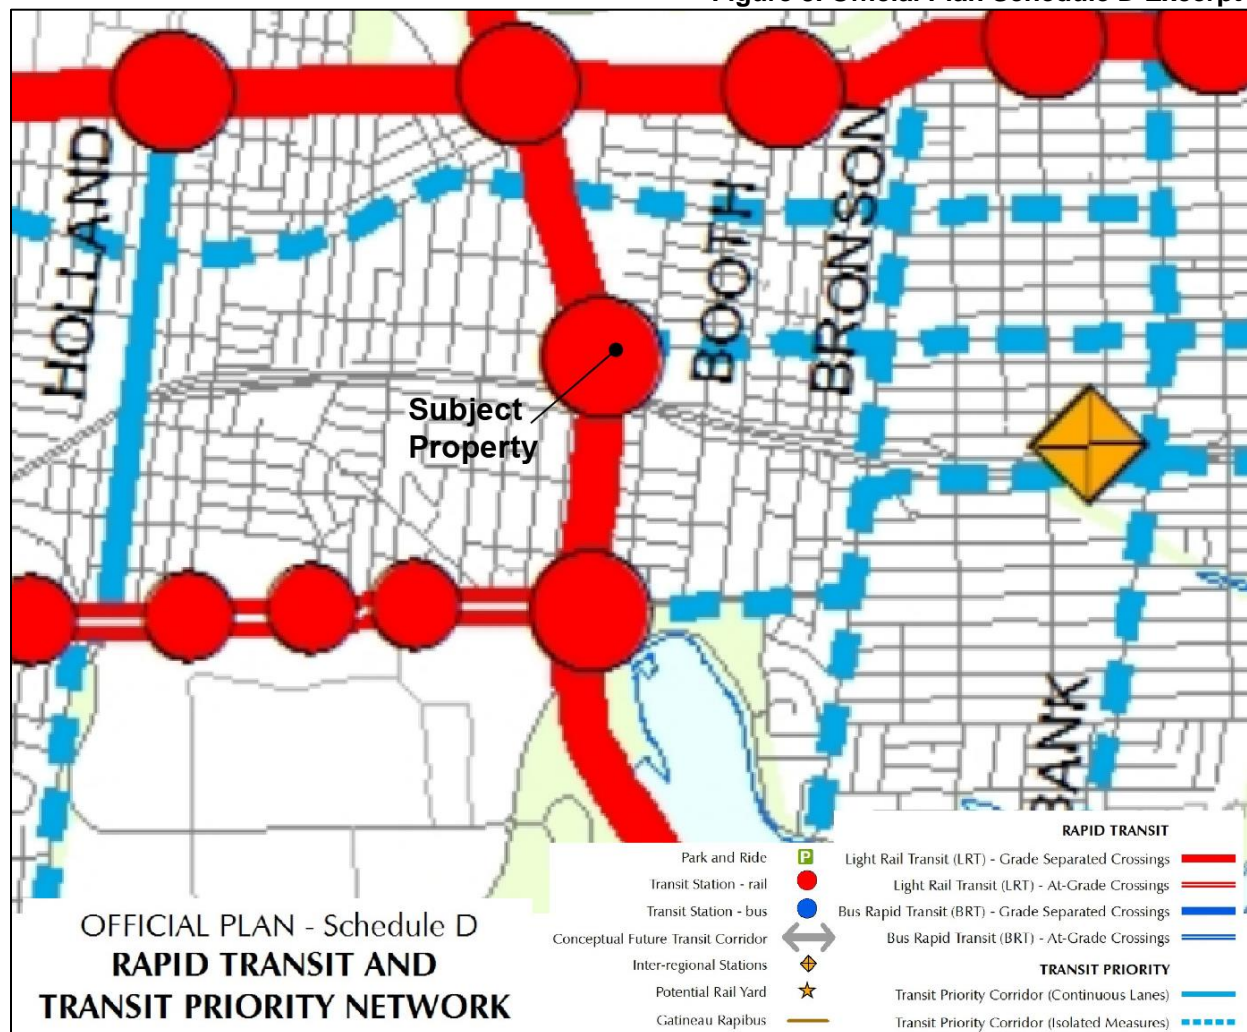 HOLLAND
BOOTH
BRONSON
Subject
Property
BANK
OFFICIAL PLAN - Schedule D
RAPID TRANSIT AND
TRANSIT PRIORITY NETWORK
Park and Ride
P
Transit Station - rail
Transit Station - bus
Conceptual Future Transit Corridor
Inter-regional Stations
Potential Rail Yard
Gatineau Rapibus
RAPID TRANSIT
Light Rail Transit (LRT) - Grade Separated Crossings
Light Rail Transit (LRT) - At-Grade Crossings
Bus Rapid Transit (BRT) - Grade Separated Crossings
Bus Rapid Transit (BRT) - At-Grade Crossings
TRANSIT PRIORITY
Transit Priority Corridor (Continuous Lanes)
Transit Priority Corridor (Isolated Measures)